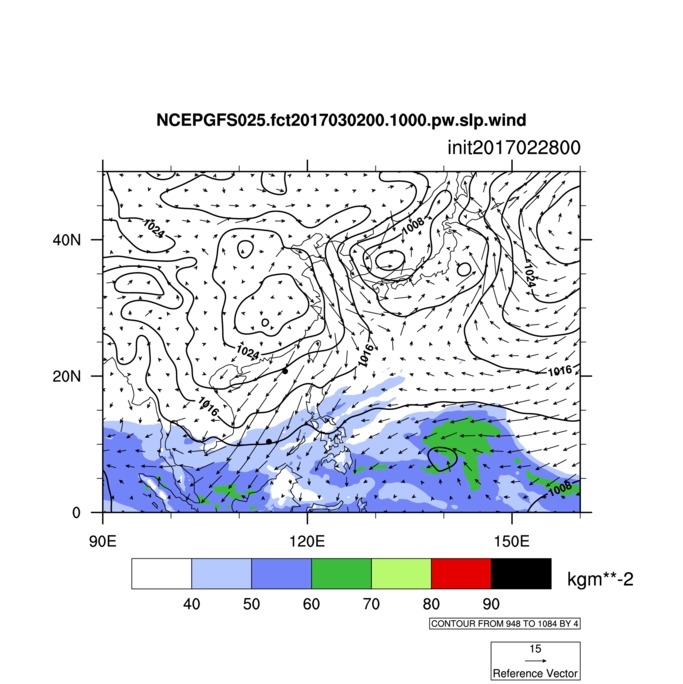 NCEPGFS025.fct2017030200.1000.pw.slp.wind
init2017022800
1024
1008
40N
1024
1024
1016
1016
20N
1016
1008
0
90E 120E 150E
kgm**-2
40 50 60 70 80 90
CONTOUR FROM 948 TO 1084 BY 4
15
Reference Vector